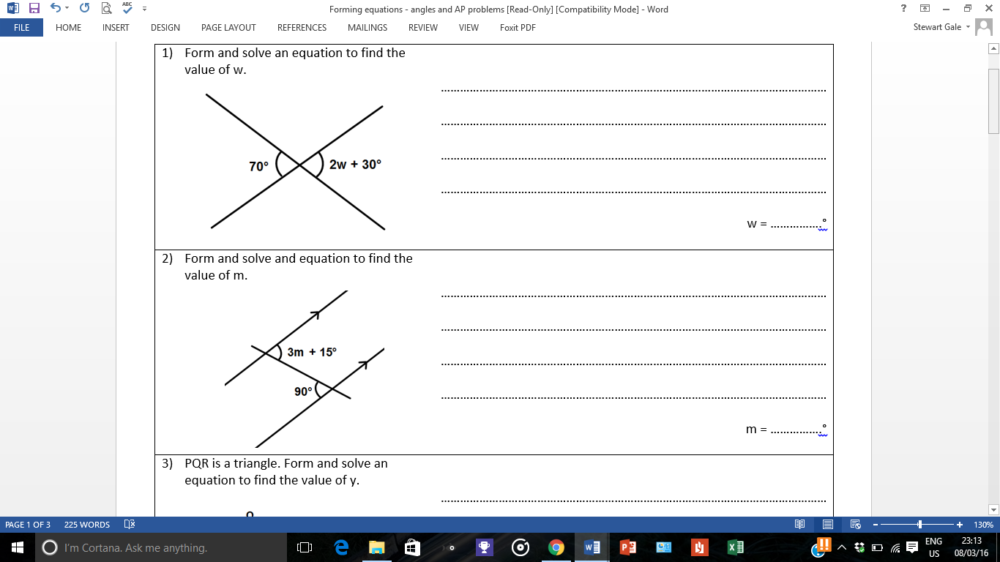 Forming equations - angles and AP problems [Read-Only] [Compatibility Mode] - Word
FILE HOME INSERT DESIGN PAGE LAYOUT REFERENCES MAILINGS REVIEW VIEW Foxit PDF Stewart Gale
1) Form and solve an equation to find the
value of w.
70° 2w + 30°
w = ................°
2) Form and solve and equation to find the
value of m.
3m + 15°
90°
m = ................°
3) PQR is a triangle. Form and solve an
equation to find the value of y.
PAGE 1 OF 3 225 WORDS 130%
I'm Cortana. Ask me anything.
ENG 23:13
US 08/03/16